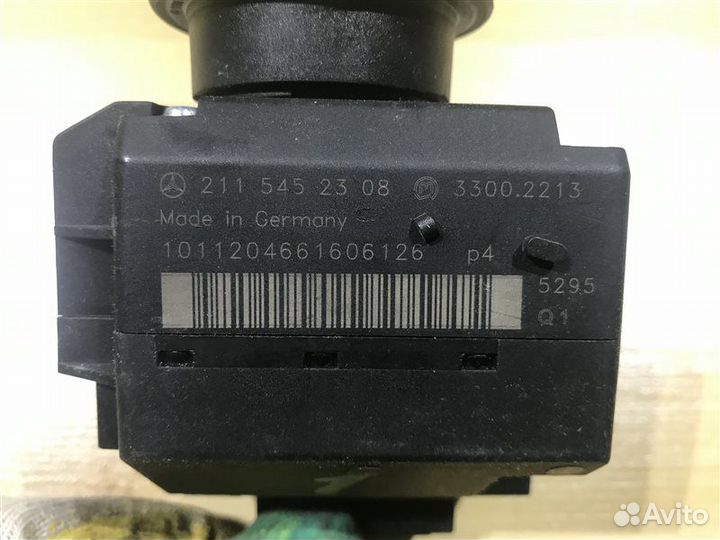 211 545 23 08 M 3300.2213
Made in Germany
1011204661606126 p4
5295
Q1
Avito